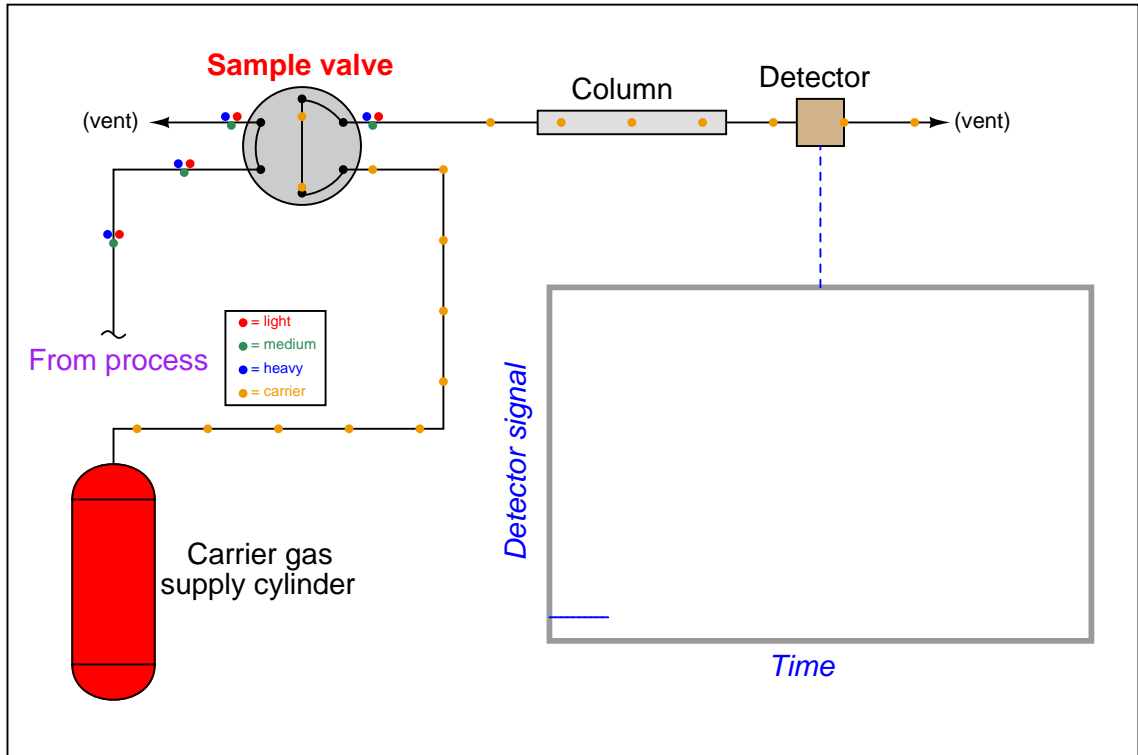 Sample valve
Column
Detector
(vent)
(vent)
= light
= medium
= heavy
= carrier
From process
Detector signal
Carrier gas
supply cylinder
Time